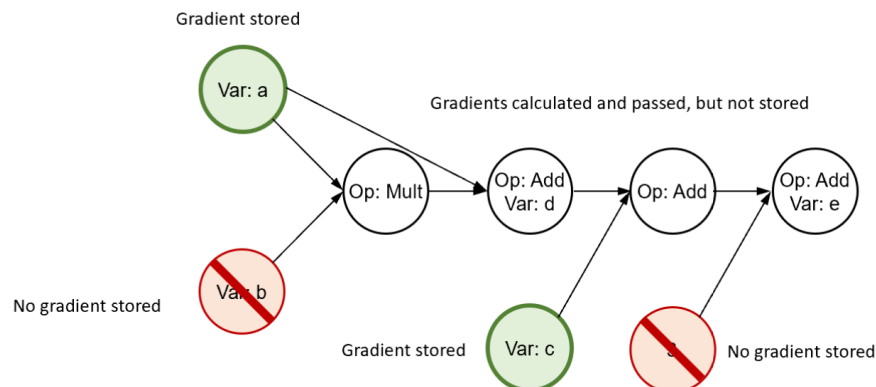 Gradient stored
Var: a
Gradients calculated and passed, but not stored
Op: Mult
Op: Add
Var: d
Op: Add
Op: Add
Var: e
Var: b
No gradient stored
Gradient stored
Var: c
No gradient stored